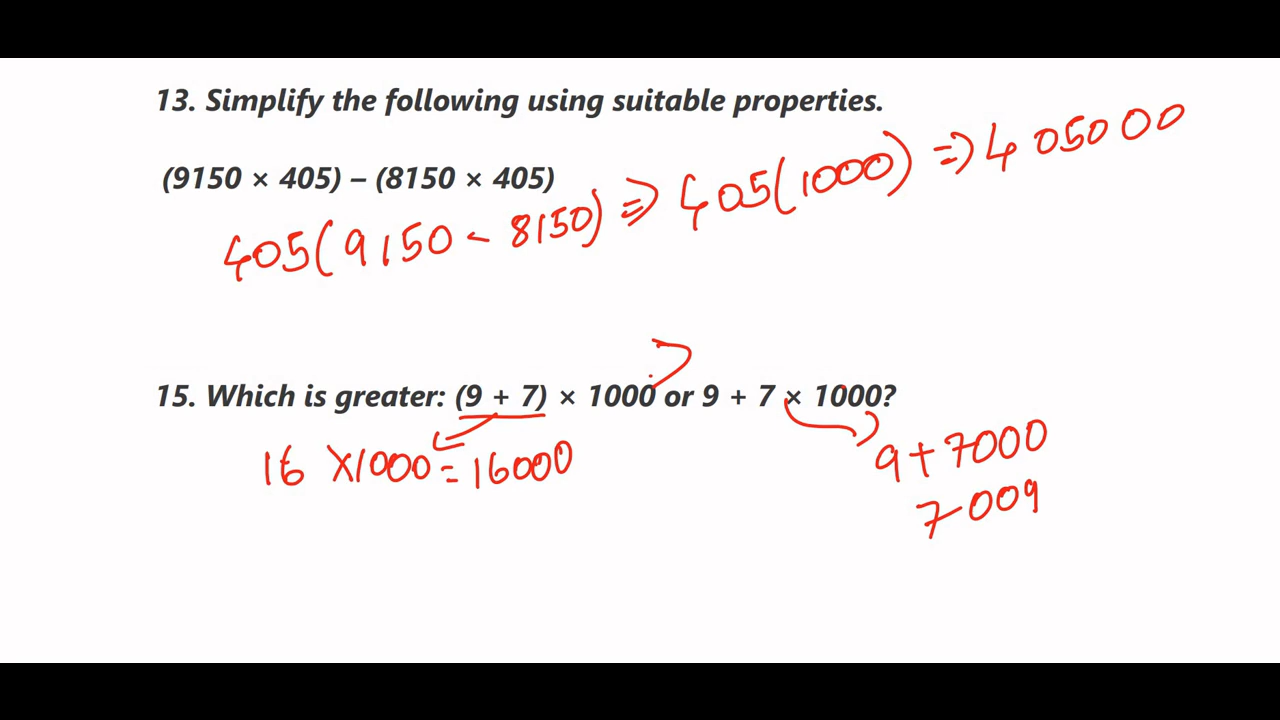 13. Simplify the following using suitable properties.
(9150 × 405) – (8150 × 405)
405(9150 - 8150) => 405(1000) => 405000
15. Which is greater: (9 + 7) × 1000 or 9 + 7 × 1000?
16 ×1000 = 16000
9+7000
7009